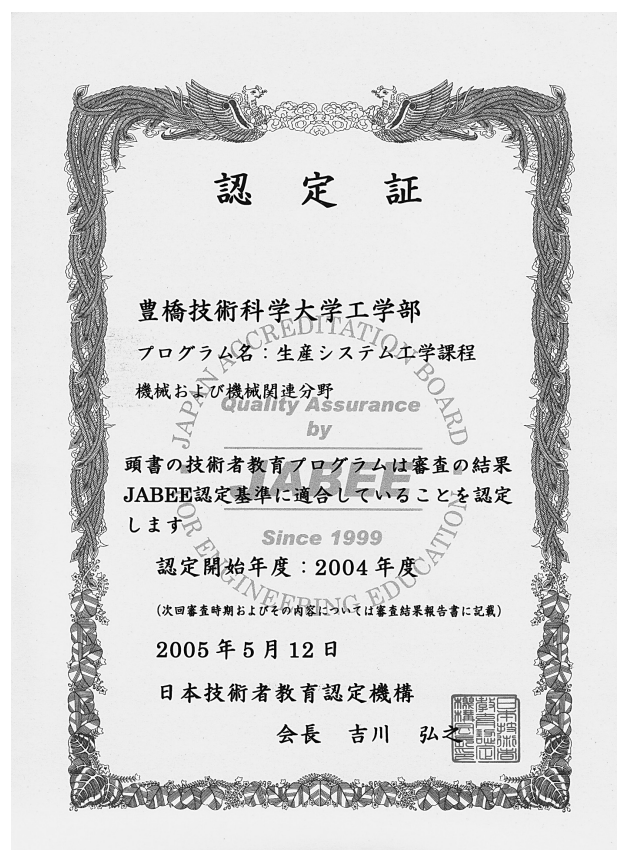 認定証
豊橋技術科学大学工学部
プログラム名：生産システム工学課程
機械および機械関連分野
JAPAN ACCREDITATION BOARD
Quality Assurance
by
頭書の技術者教育プログラムは審査の結果
JABEE
JABEE認定基準に適合していることを認定
します
Since 1999
FOR ENGINEERING EDUCATION
認定開始年度：2004年度
(次回審査時期およびその内容については審査結果報告書に記載)
2005年5月12日
日本技術者教育認定機構
会長 吉川 弘之